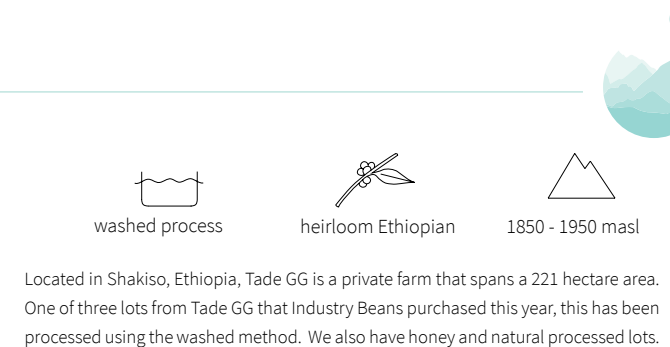 washed process
heirloom Ethiopian
1850 - 1950 masl
Located in Shakiso, Ethiopia, Tade GG is a private farm that spans a 221 hectare area.
One of three lots from Tade GG that Industry Beans purchased this year, this has been
processed using the washed method. We also have honey and natural processed lots.